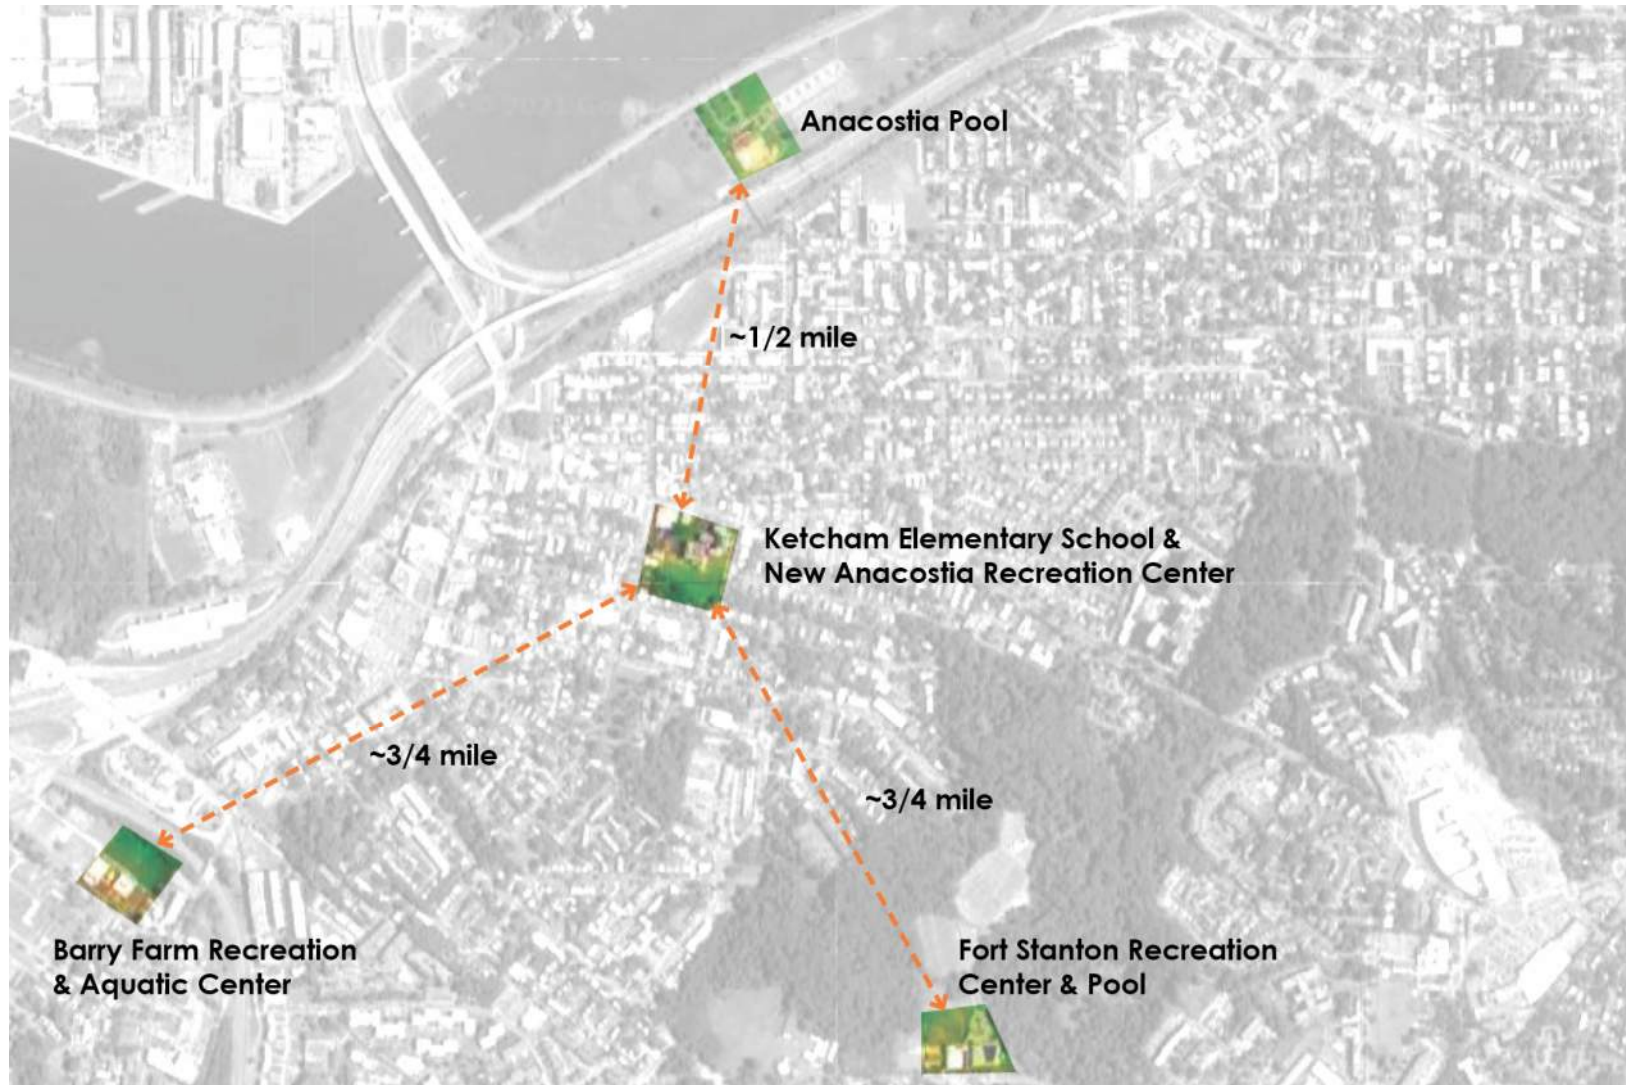 Anacostia Pool
~1/2 mile
Ketcham Elementary School &
New Anacostia Recreation Center
~3/4 mile
~3/4 mile
Barry Farm Recreation
& Aquatic Center
Fort Stanton Recreation
Center & Pool